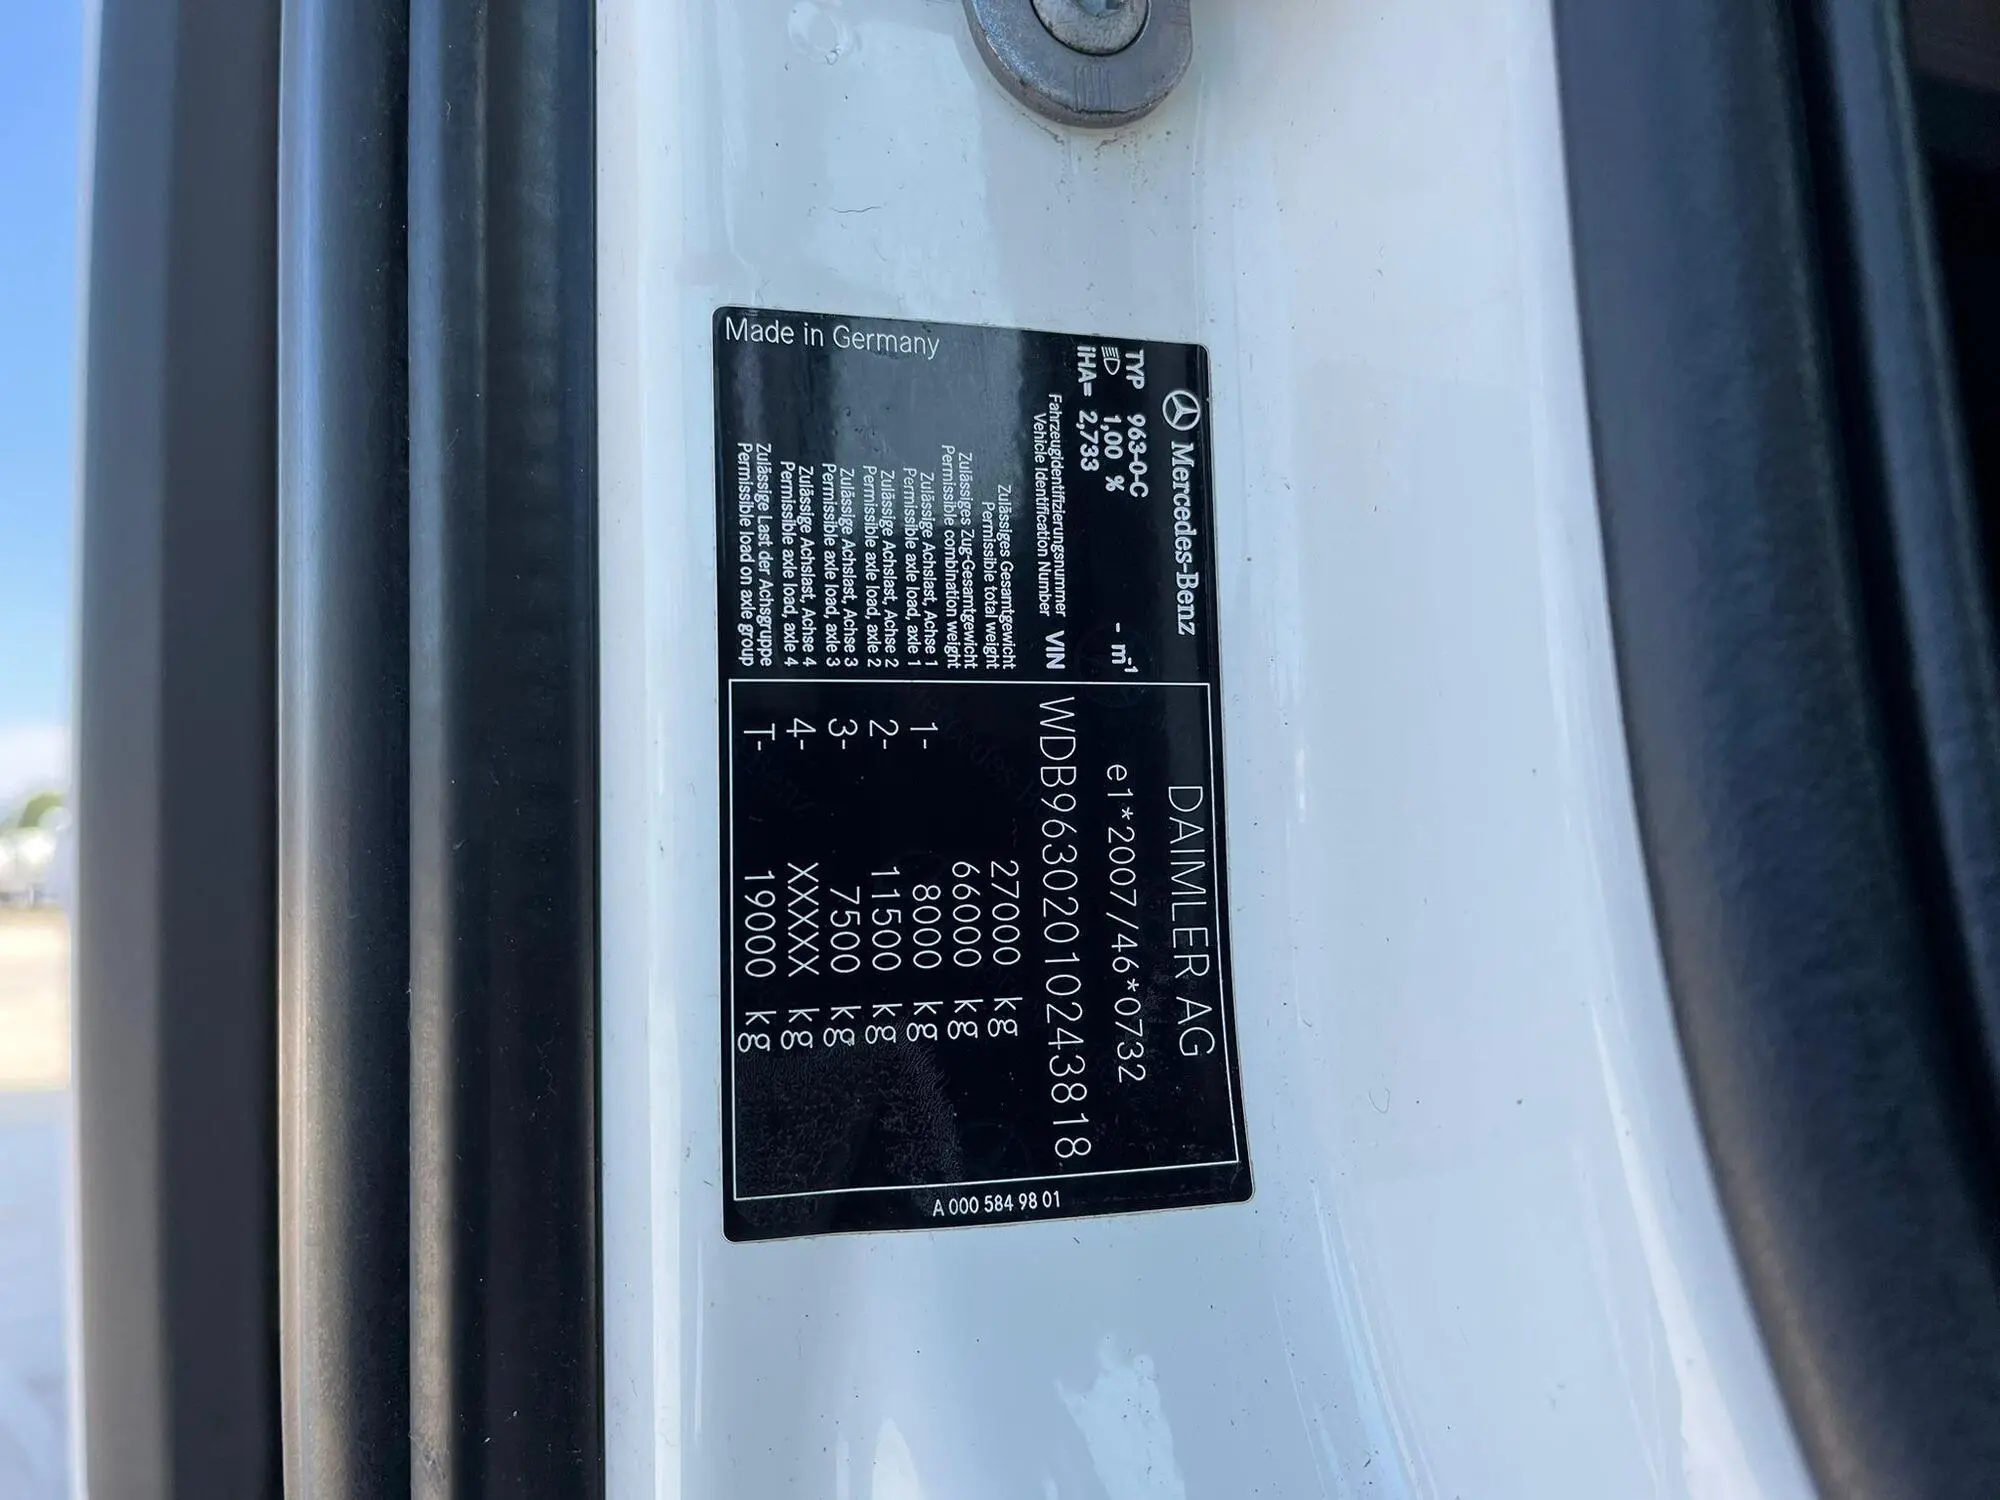 Mercedes-Benz DAIMLER AG
TYP 963-0-C
1,00 % - m-1 e1*2007/46*0732
iHA= 2,733
Fahrzeugidentifizierungsnummer
Vehicle Identification Number VIN WDB96302010243818
Zulässiges Gesamtgewicht
Permissible total weight 27000 kg
Zulässiges Zug-Gesamtgewicht
Permissible combination weight 66000 kg
Zulässige Achslast, Achse 1
Permissible axle load, axle 1 1- 8000 kg
Zulässige Achslast, Achse 2
Permissible axle load, axle 2 2- 11500 kg
Zulässige Achslast, Achse 3
Permissible axle load, axle 3 3- 7500 kg
Zulässige Achslast, Achse 4
Permissible axle load, axle 4 4- XXXXX kg
Zulässige Last der Achsgruppe
Permissible load on axle group T- 19000 kg
Made in Germany
A 000 584 98 01